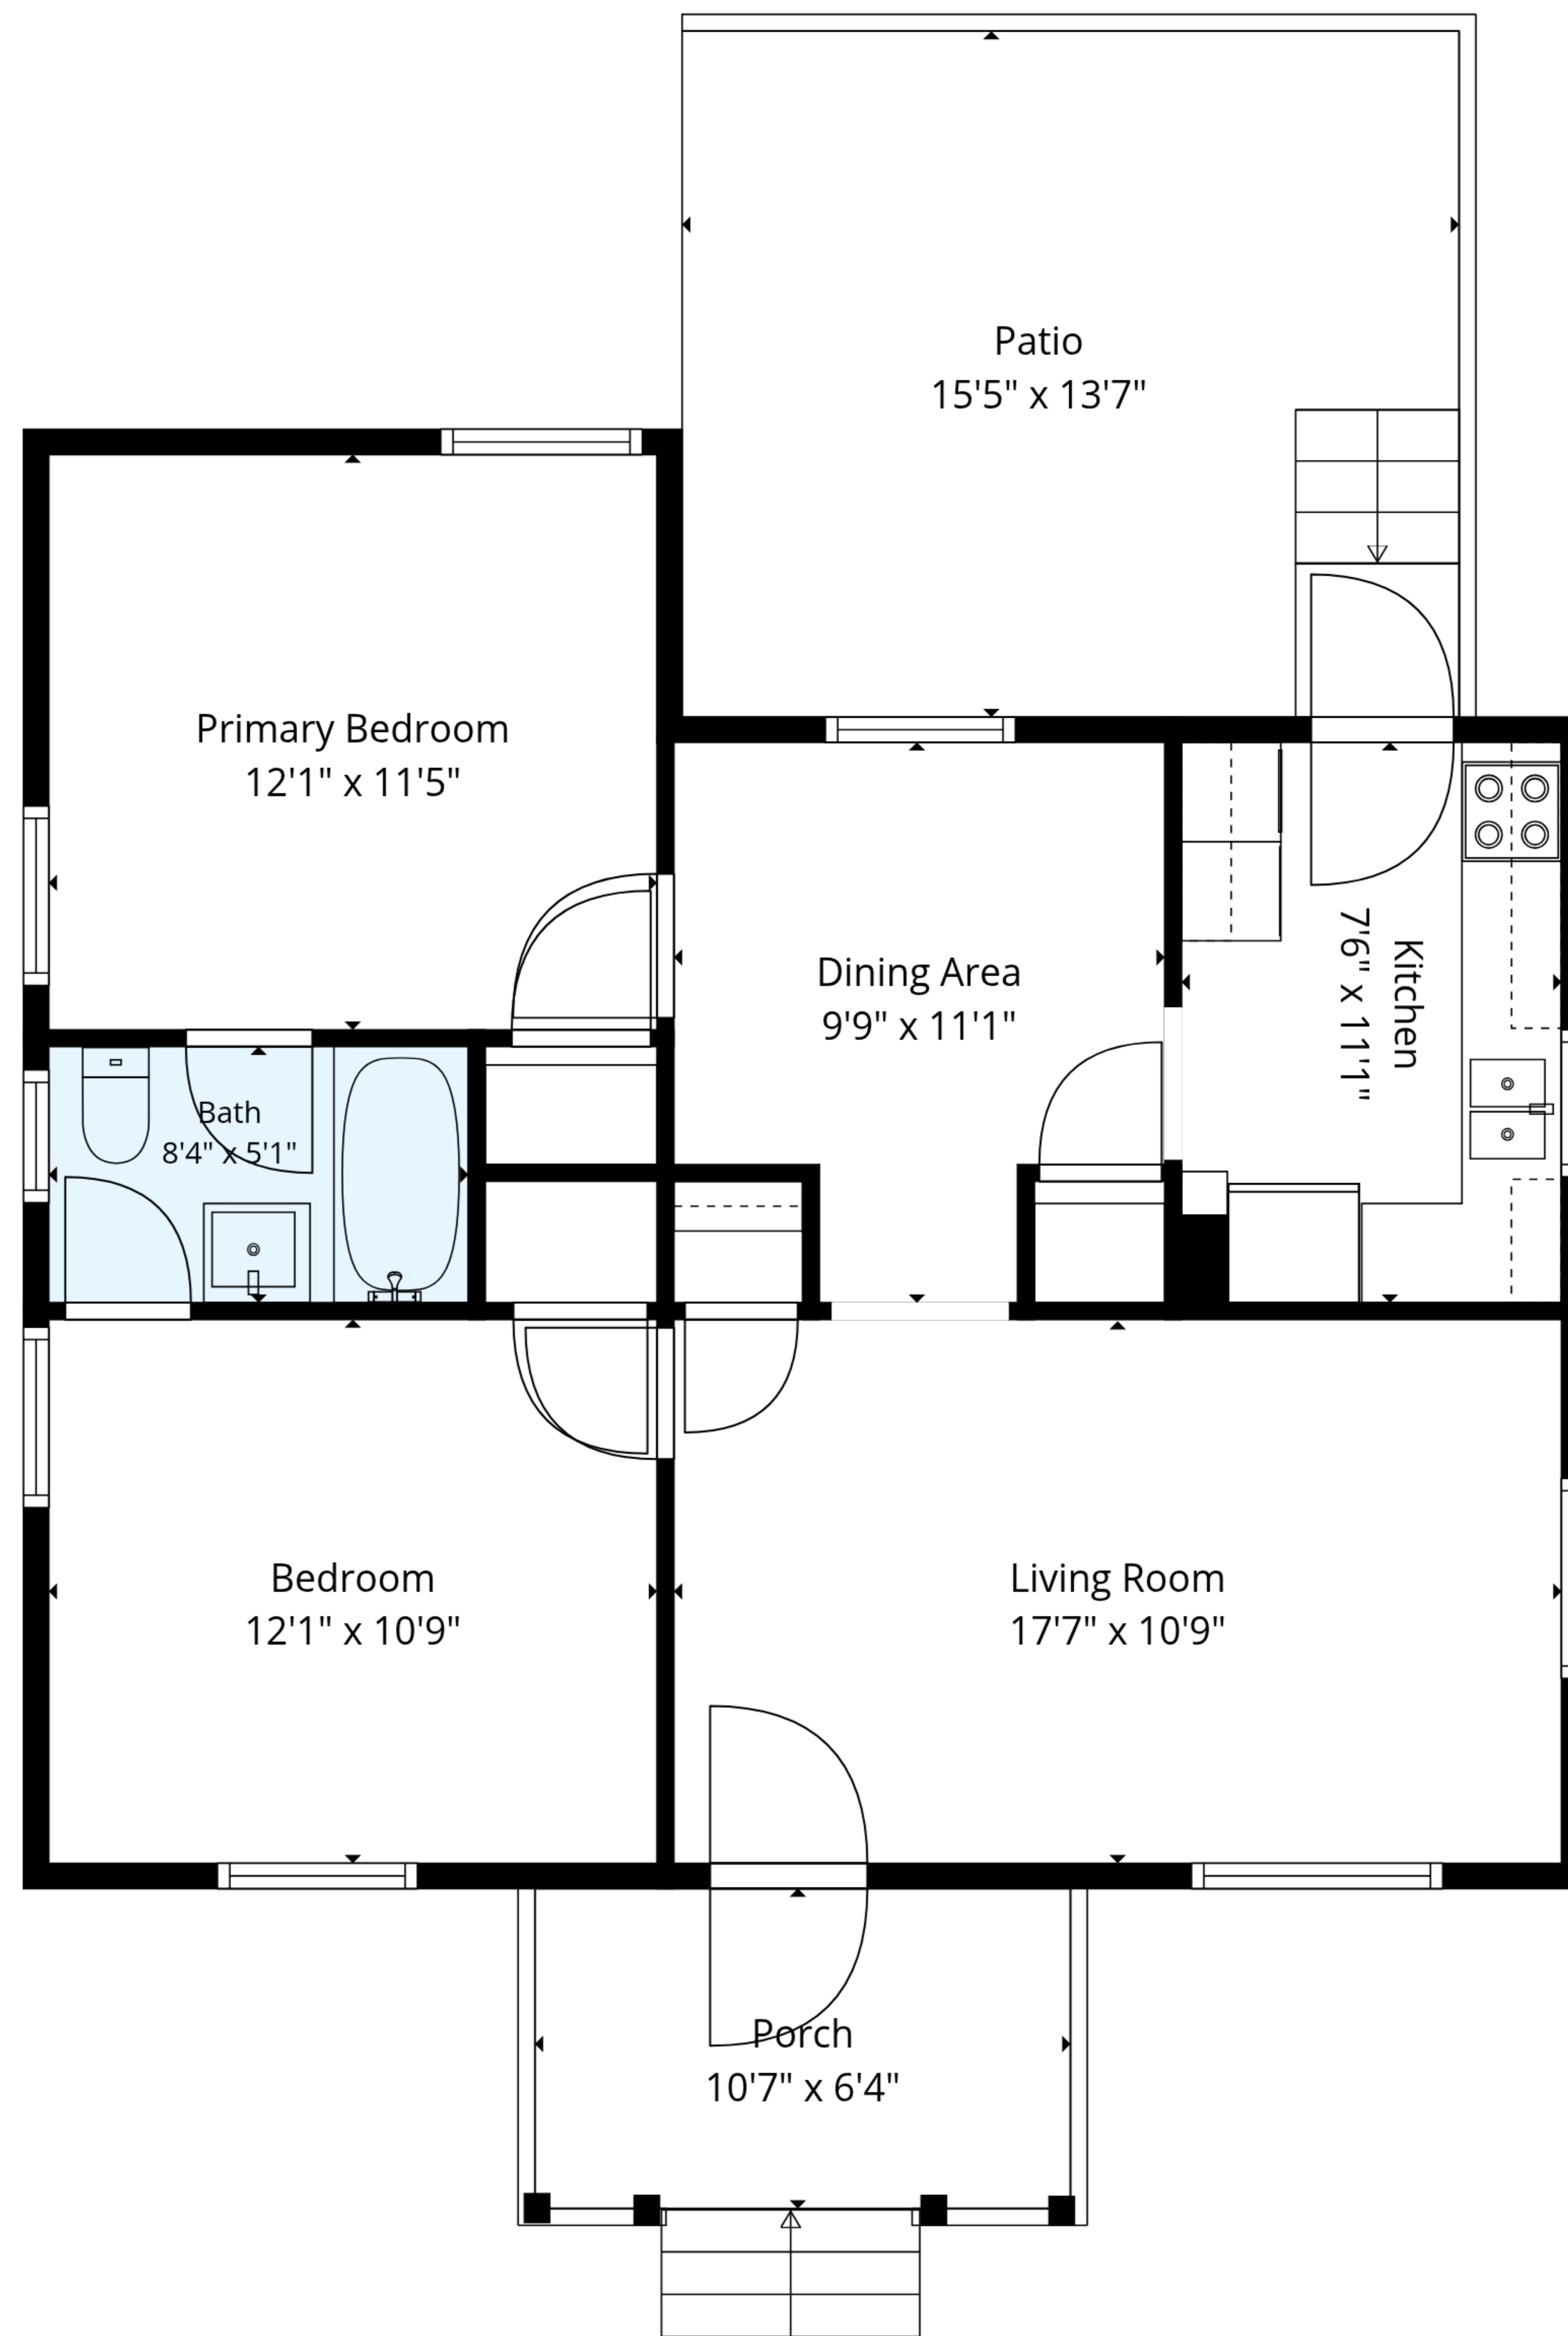 Patio
15'5" x 13'7"
Primary Bedroom
12'1" x 11'5"
Dining Area
9'9" x 11'1"
Kitchen
7'6" x 11'1"
Bath
8'4" x 5'1"
Bedroom
12'1" x 10'9"
Living Room
17'7" x 10'9"
Porch
10'7" x 6'4"